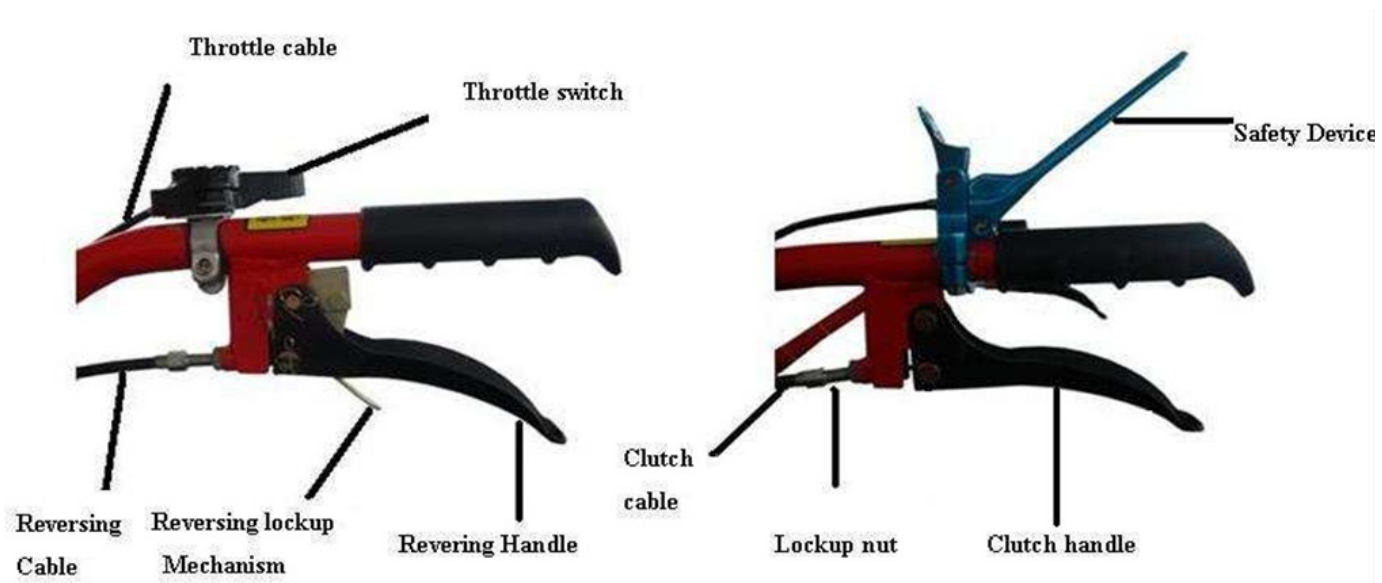 Throttle cable
Throttle switch
Safety Device
Clutch
cable
Reversing
Cable
Reversing lockup
Mechanism
Revering Handle
Lockup nut
Clutch handle